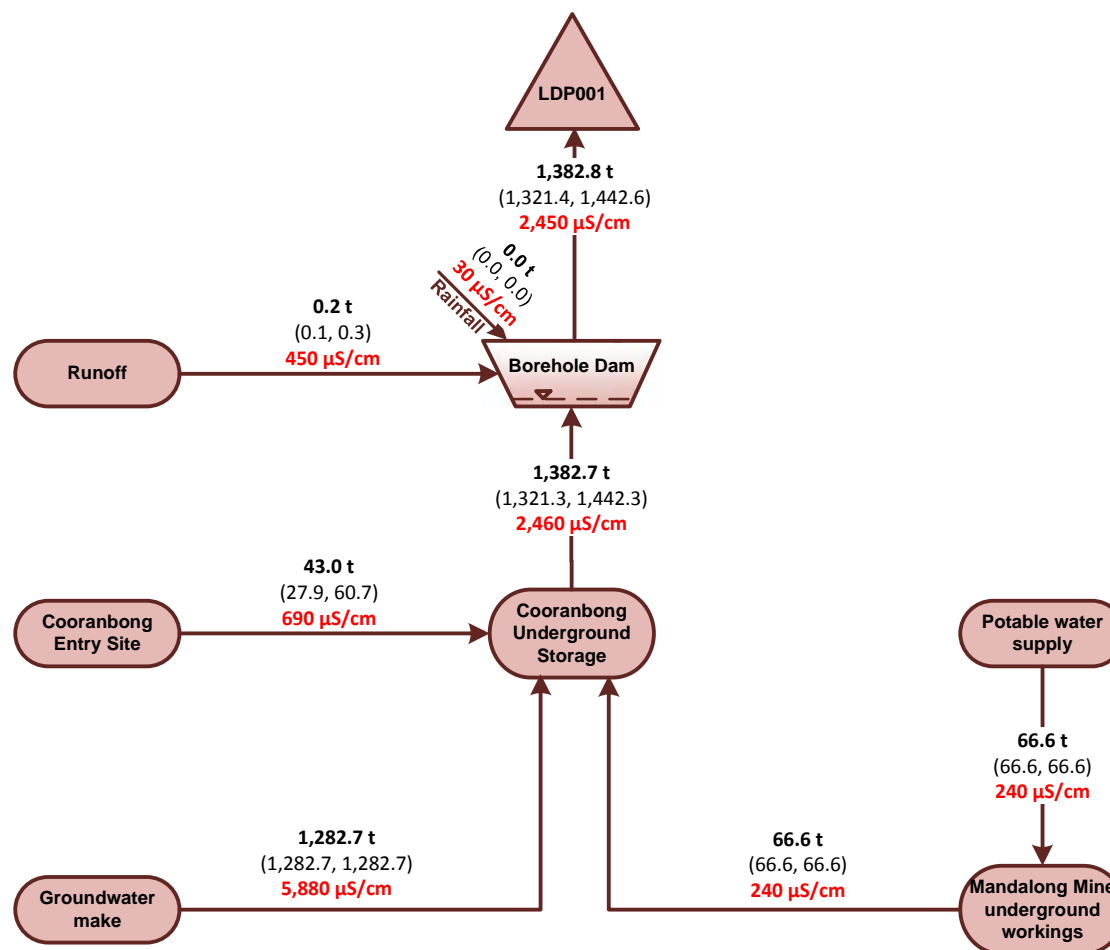 LDP001
1,382.8 t
(1,321.4, 1,442.6)
2,450 µS/cm
0.0 t
(0.0, 0.0)
30 µS/cm
Rainfall
0.2 t
(0.1, 0.3)
450 µS/cm
Runoff
Borehole Dam
1,382.7 t
(1,321.3, 1,442.3)
2,460 µS/cm
43.0 t
(27.9, 60.7)
690 µS/cm
Cooranbong
Entry Site
Cooranbong
Underground
Storage
Potable water
supply
66.6 t
(66.6, 66.6)
240 µS/cm
1,282.7 t
(1,282.7, 1,282.7)
5,880 µS/cm
66.6 t
(66.6, 66.6)
240 µS/cm
Groundwater
make
Mandalong Mine
underground
workings